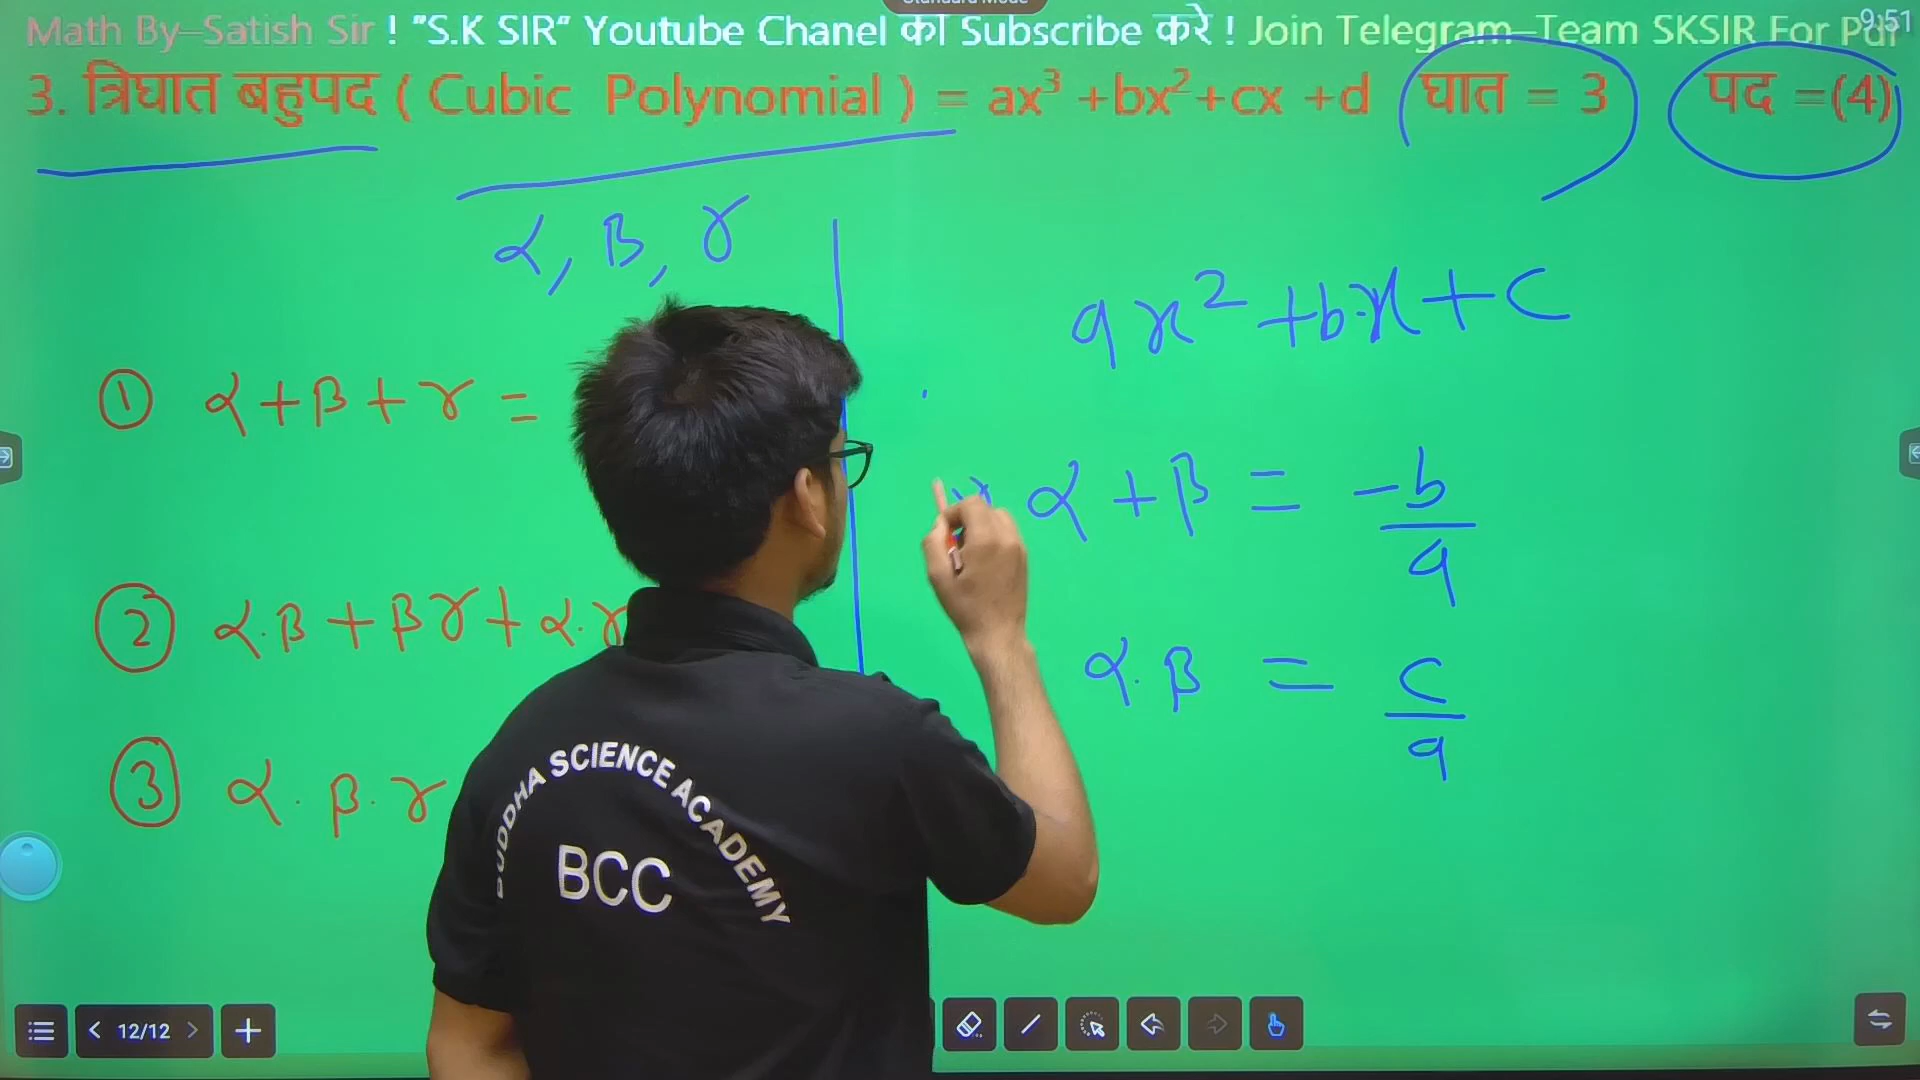 Math By–Satish Sir ! "S.K SIR" Youtube Chanel को Subscribe करे ! Join Telegram–Team SKSIR For Pdf
9:51
3. त्रिघात बहुपद ( Cubic Polynomial ) = ax³ +bx²+cx +d घात = 3 पद =(4)
α, β, γ
ax² + b.x + c
① α + β + γ =
α + β = -b/a
② α.β + βγ + α.γ
α.β = c/a
③ α.β.γ
BUDDHA SCIENCE ACADEMY
BCC
12/12